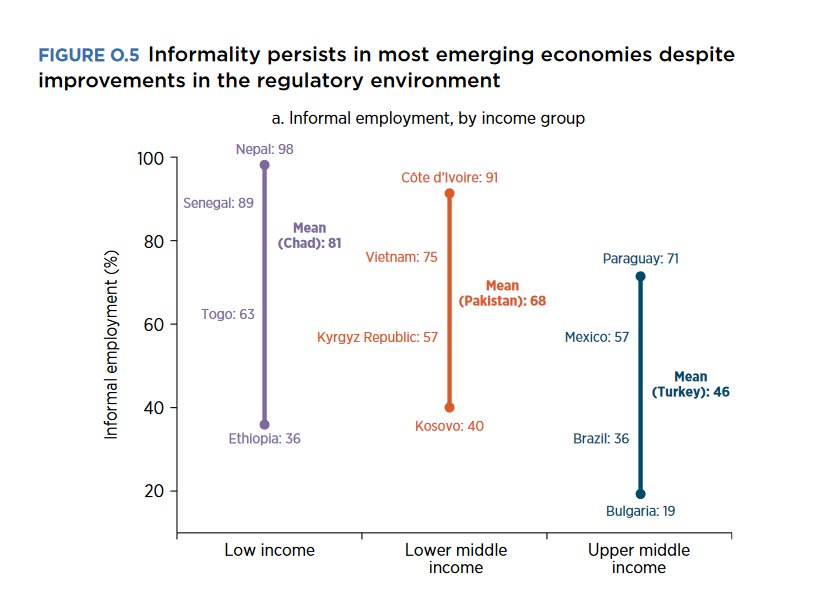 FIGURE O.5 Informality persists in most emerging economies despite
improvements in the regulatory environment
a. Informal employment, by income group
Informal employment (%)
100
80
60
40
20
Nepal: 98
Senegal: 89
Mean
(Chad): 81
Togo: 63
Ethiopia: 36
Côte d'Ivoire: 91
Vietnam: 75
Mean
(Pakistan): 68
Kyrgyz Republic: 57
Kosovo: 40
Paraguay: 71
Mexico: 57
Mean
(Turkey): 46
Brazil: 36
Bulgaria: 19
Low income
Lower middle
income
Upper middle
income